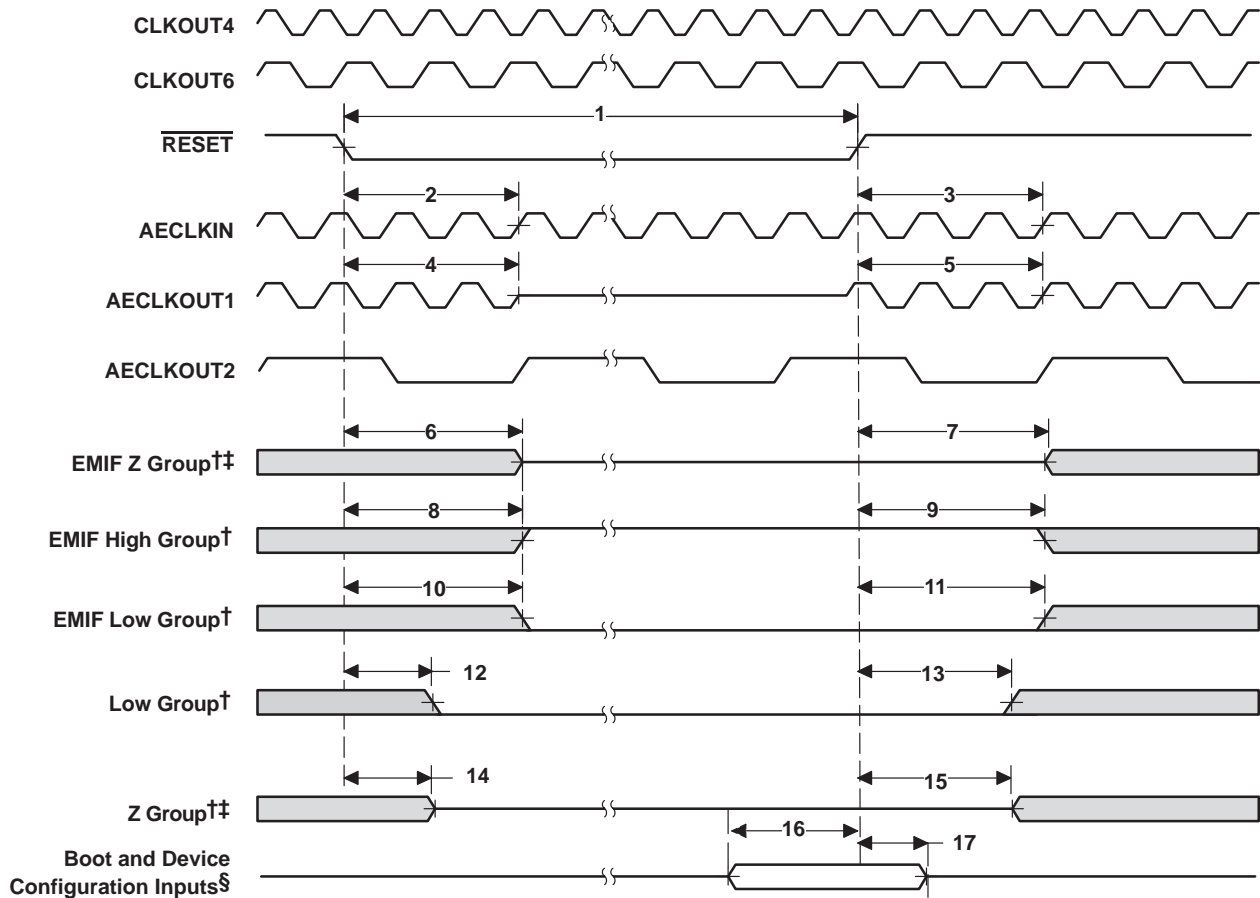 CLKOUT4
CLKOUT6
1
RESET
2
3
AECLKIN
4
5
AECLKOUT1
AECLKOUT2
6
7
EMIF Z Group†‡
8
9
EMIF High Group†
10
11
EMIF Low Group†
12
13
Low Group†
14
15
Z Group†‡
16
17
Boot and Device
Configuration Inputs§